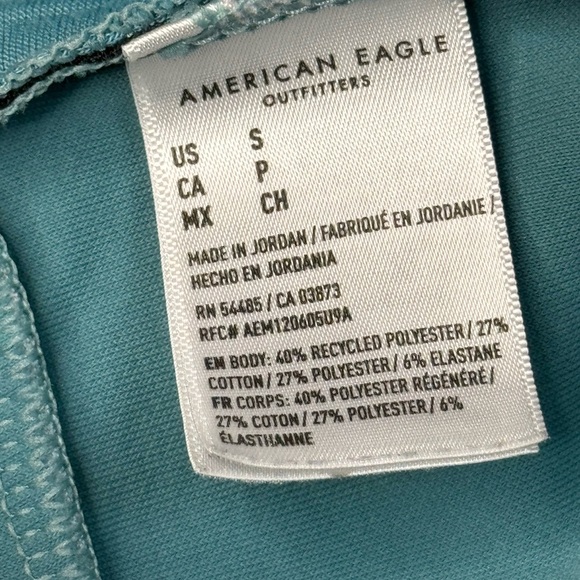 AMERICAN EAGLE
OUTFITTERS
US S
CA P
MX CH
MADE IN JORDAN / FABRIQUÉ EN JORDANIE /
HECHO EN JORDANIA
RN 54485 / CA 03873
RFC# AEM120605U9A
EN BODY: 40% RECYCLED POLYESTER / 27%
COTTON / 27% POLYESTER / 6% ELASTANE
FR CORPS: 40% POLYESTER RÉGÉNÉRÉ /
27% COTON / 27% POLYESTER / 6%
ÉLASTHANNE